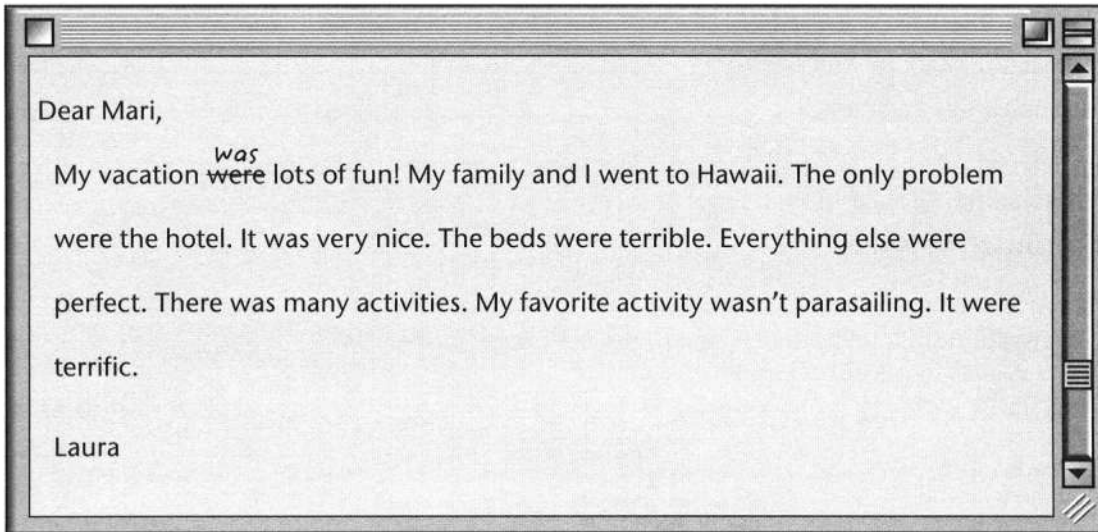 Dear Mari,
was
My vacation were lots of fun! My family and I went to Hawaii. The only problem
were the hotel. It was very nice. The beds were terrible. Everything else were
perfect. There was many activities. My favorite activity wasn't parasailing. It were
terrific.
Laura